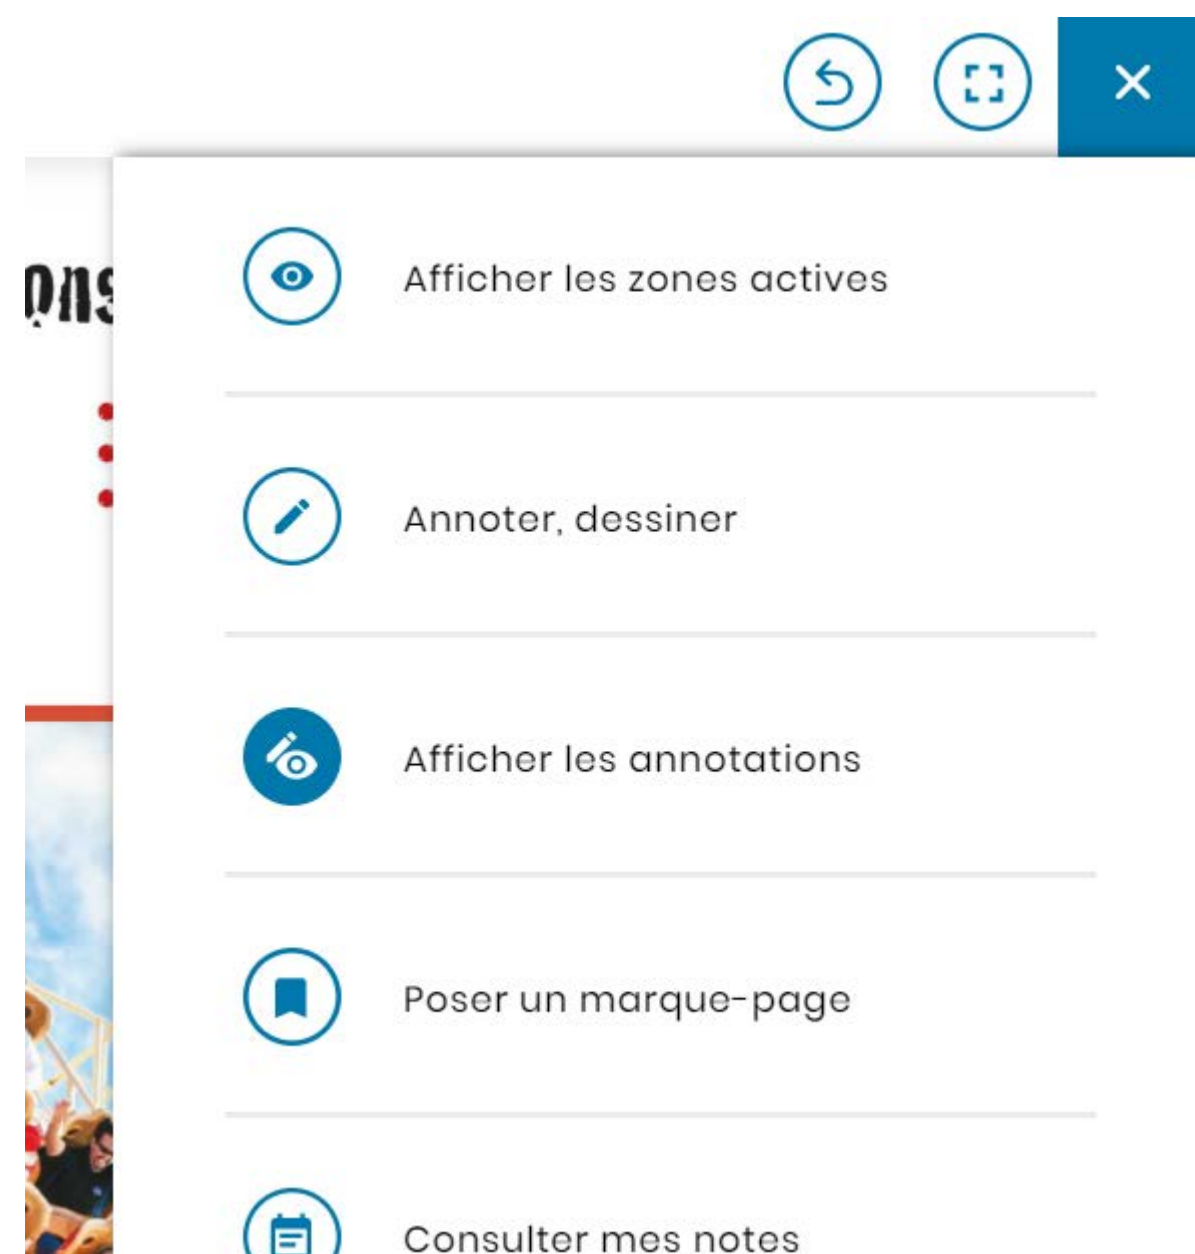 Afficher les zones actives
Annoter, dessiner
Afficher les annotations
Poser un marque-page
Consulter mes notes